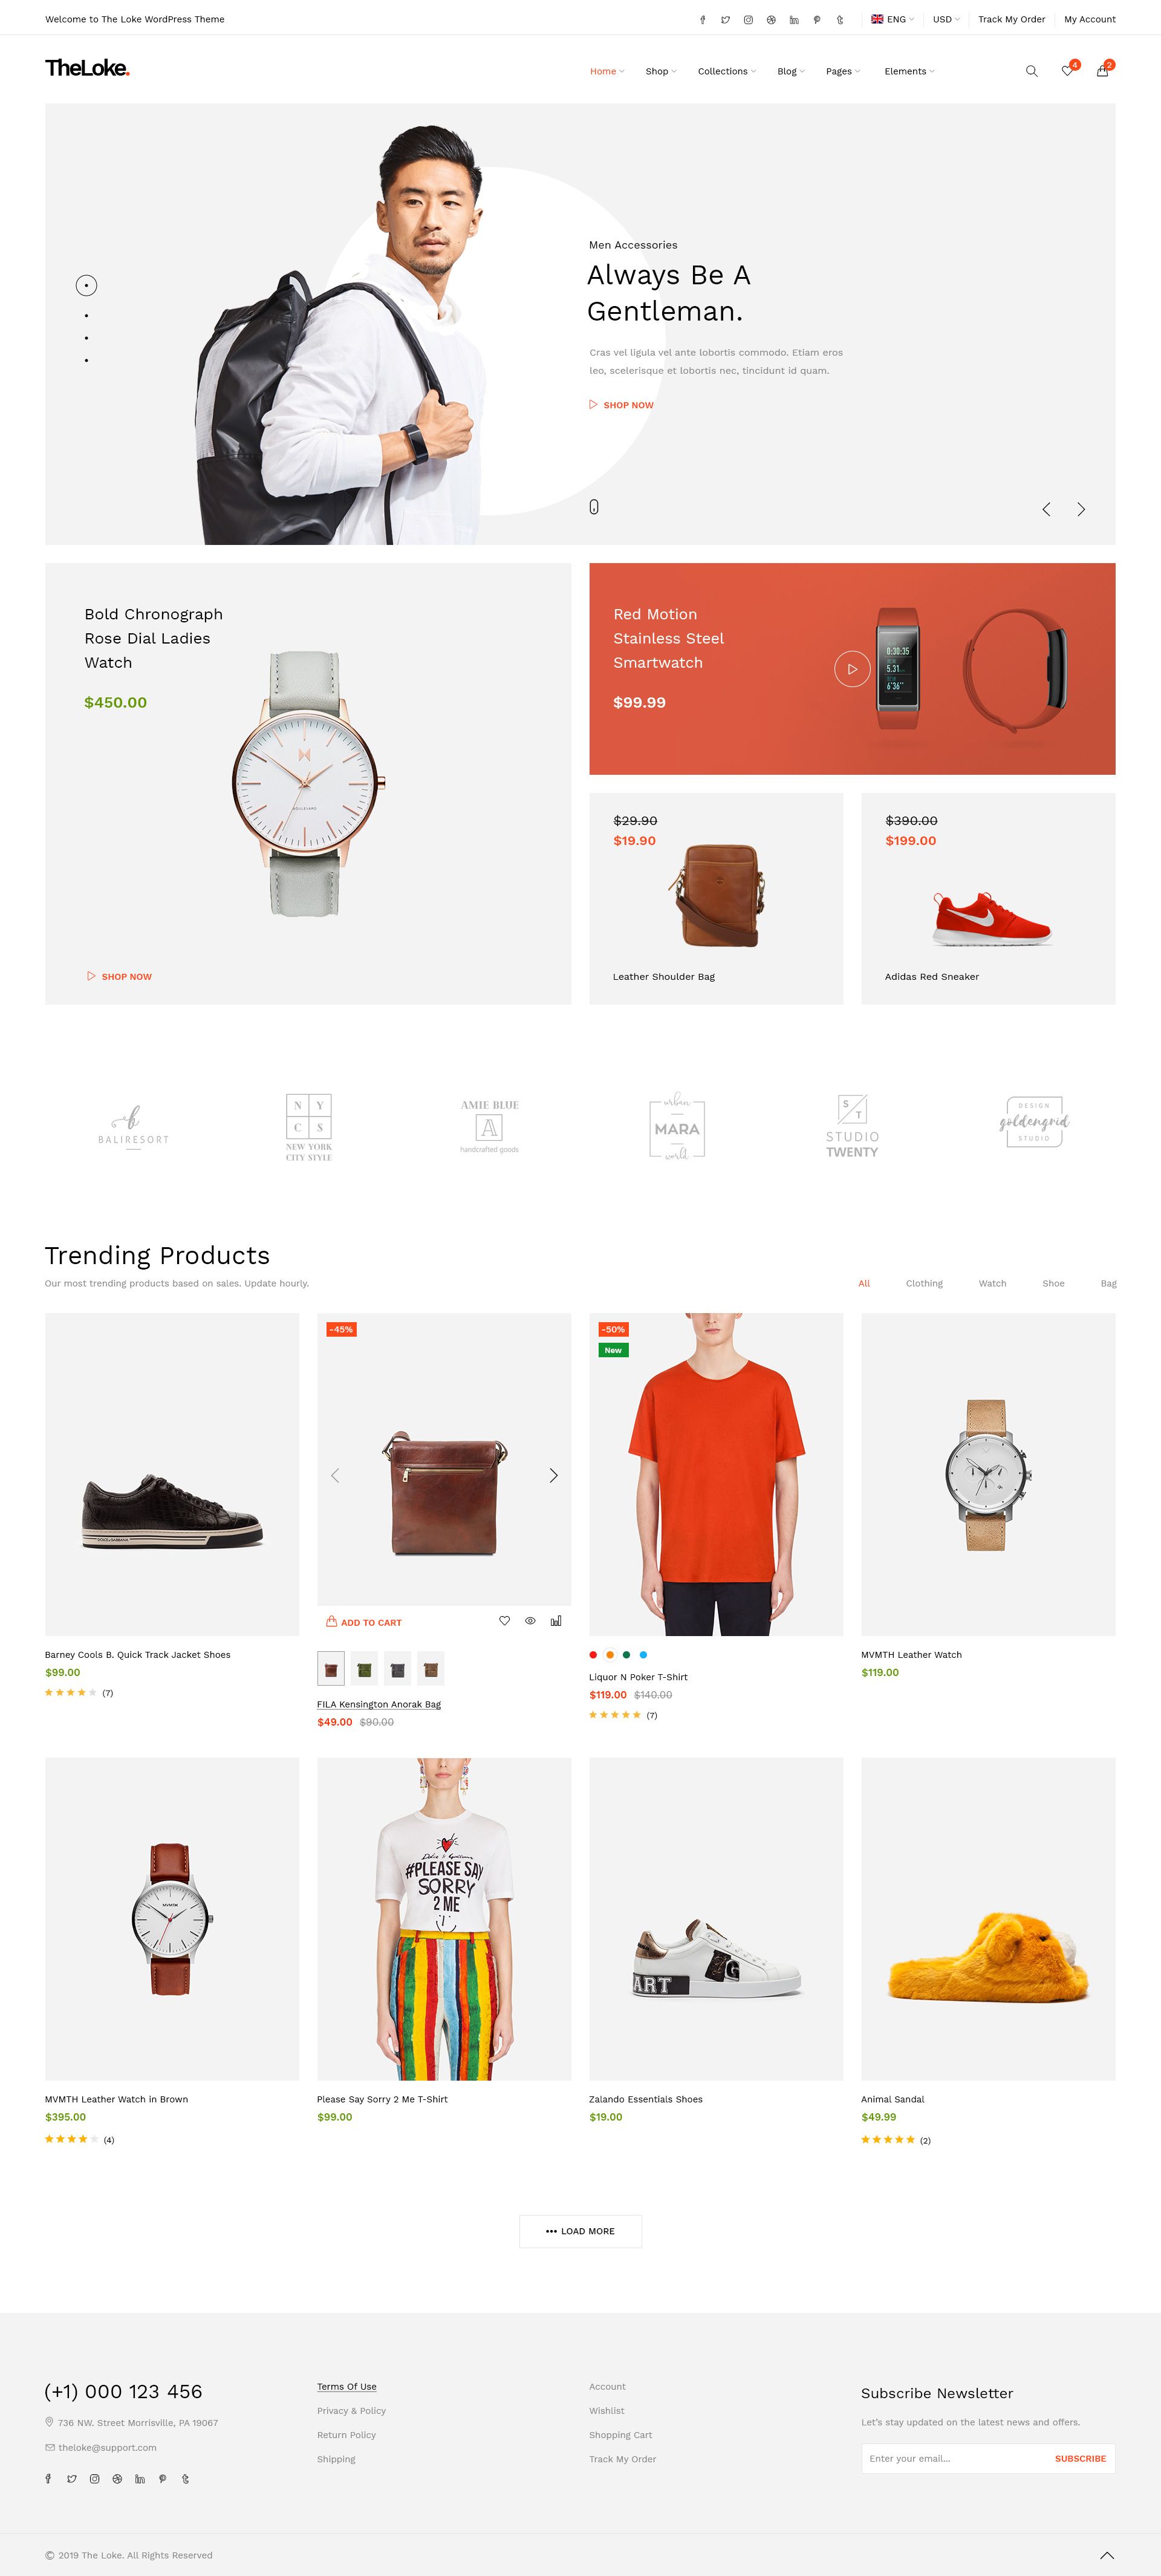 Welcome to The Loke WordPress Theme
ENG
USD
Track My Order
My Account
TheLoke.
Home
Shop
Collections
Blog
Pages
Elements
4
2
Men Accessories
Always Be A
Gentleman.
Cras vel ligula vel ante lobortis commodo. Etiam eros
leo, scelerisque et lobortis nec, tincidunt id quam.
SHOP NOW
Bold Chronograph
Rose Dial Ladies
Watch
$450.00
SHOP NOW
Red Motion
Stainless Steel
Smartwatch
$99.99
0:30:35
5.31
6'36"
$29.90
$19.90
Leather Shoulder Bag
$390.00
$199.00
Adidas Red Sneaker
b
BALIRESORT
N Y
C S
NEW YORK
CITY STYLE
AMIE BLUE
A
handcrafted goods
urban
MARA
world
S
T
STUDIO
TWENTY
DESIGN
goldengrid
STUDIO
Trending Products
Our most trending products based on sales. Update hourly.
All
Clothing
Watch
Shoe
Bag
DOLCE & GABBANA
Barney Cools B. Quick Track Jacket Shoes
$99.00
(7)
-45%
ADD TO CART
FILA Kensington Anorak Bag
$49.00 $90.00
-50%
New
Liquor N Poker T-Shirt
$119.00 $140.00
(7)
MVMTH Leather Watch
$119.00
MVMTH
MVMTH Leather Watch in Brown
$395.00
(4)
#PLEASE SAY
SORRY
2 ME
Please Say Sorry 2 Me T-Shirt
$99.00
ART
G
Zalando Essentials Shoes
$19.00
Animal Sandal
$49.99
(2)
LOAD MORE
(+1) 000 123 456
736 NW. Street Morrisville, PA 19067
theloke@support.com
Terms Of Use
Privacy & Policy
Return Policy
Shipping
Account
Wishlist
Shopping Cart
Track My Order
Subscribe Newsletter
Let's stay updated on the latest news and offers.
Enter your email...
SUBSCRIBE
© 2019 The Loke. All Rights Reserved